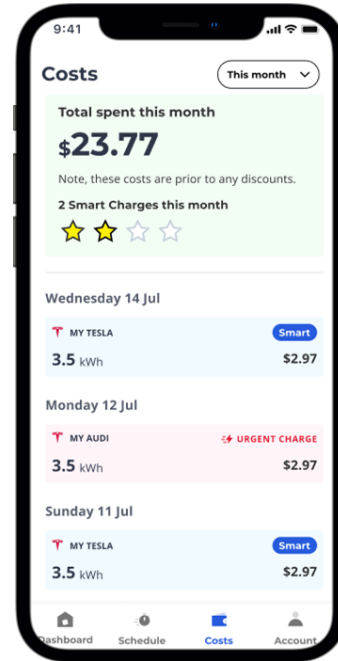 9:41
Costs
This month
Total spent this month
$23.77
Note, these costs are prior to any discounts.
2 Smart Charges this month
Wednesday 14 Jul
MY TESLA Smart
3.5 kWh $2.97
Monday 12 Jul
MY AUDI URGENT CHARGE
3.5 kWh $2.97
Sunday 11 Jul
MY TESLA Smart
3.5 kWh $2.97
Dashboard Schedule Costs Account